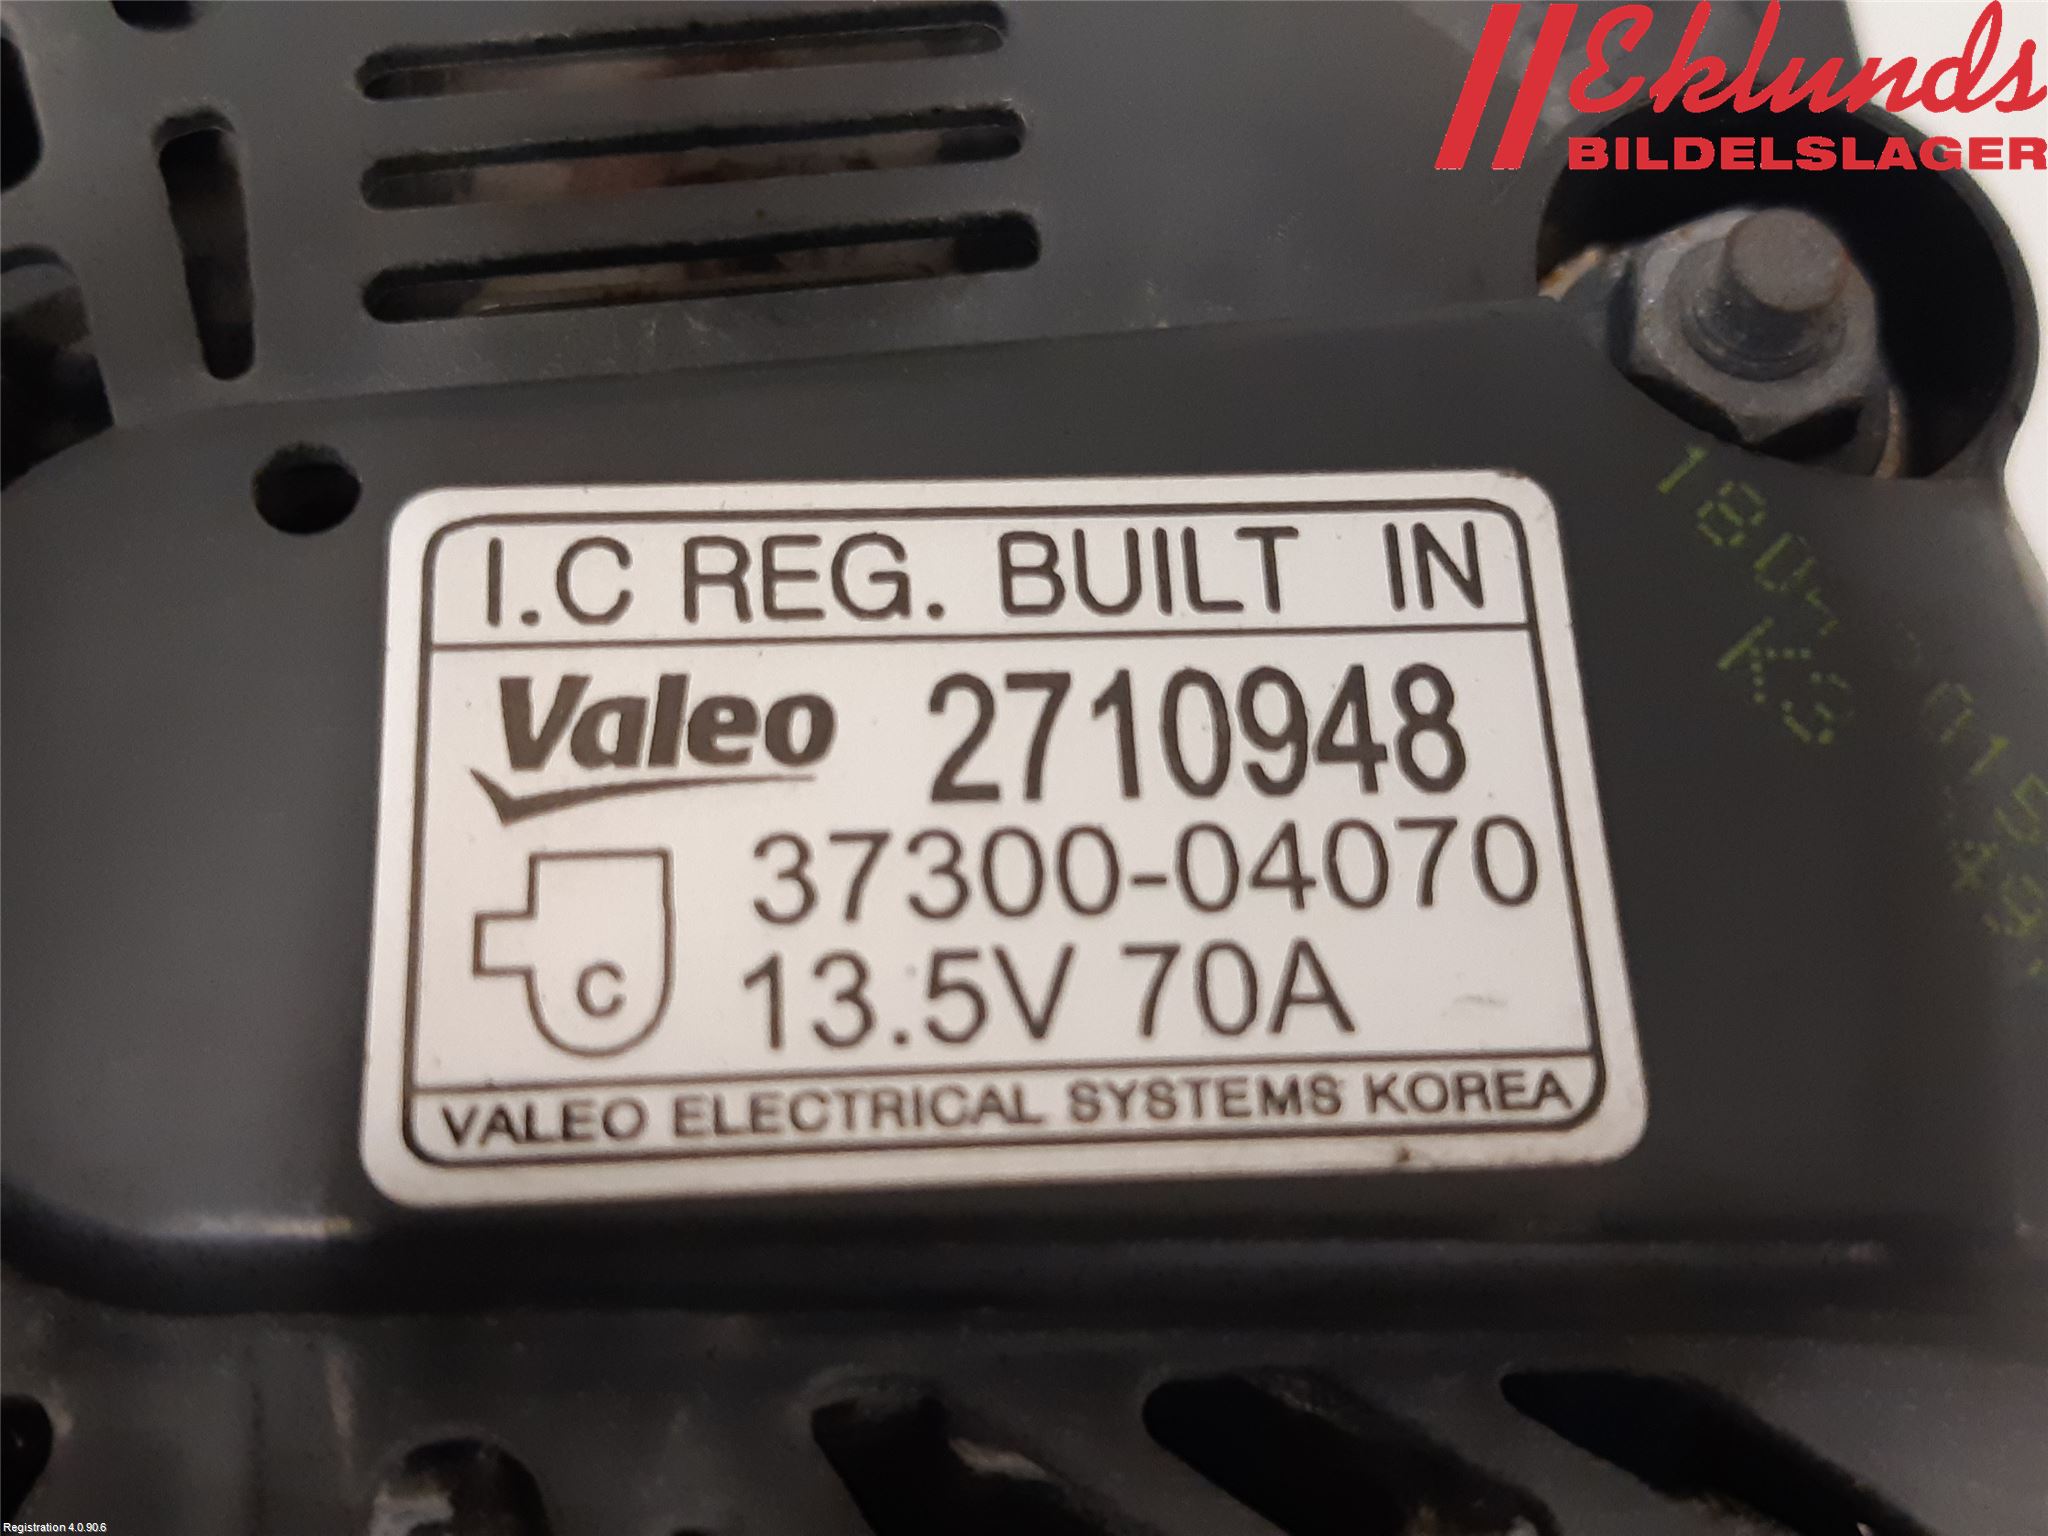 Eklunds
BILDELSLAGER
I.C REG. BUILT IN
Valeo 2710948
37300-04070
C
13.5V 70A
VALEO ELECTRICAL SYSTEMS KOREA
K3
Registration 4.0.90.6